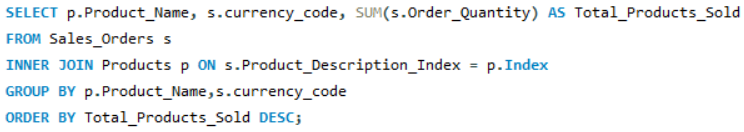 SELECT p.Product_Name, s.currency_code, SUM(s.Order_Quantity) AS Total_Products_Sold
FROM Sales_Orders s
INNER JOIN Products p ON s.Product_Description_Index = p.Index
GROUP BY p.Product_Name,s.currency_code
ORDER BY Total_Products_Sold DESC;